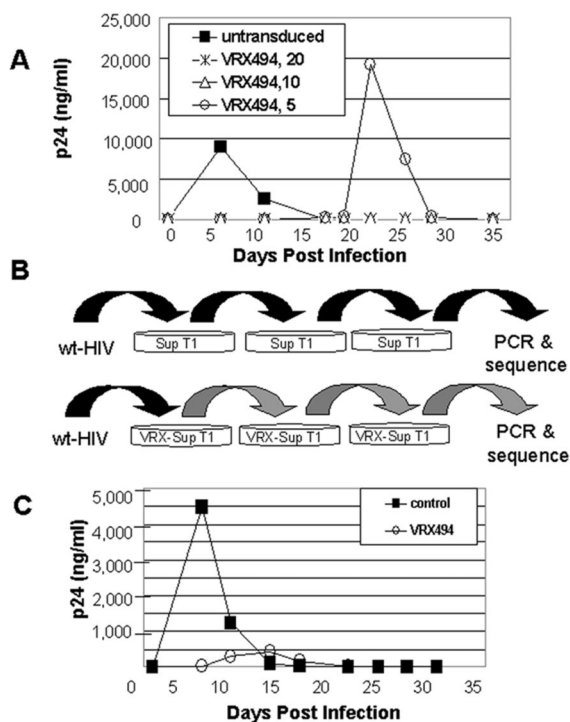 A
p24 (ng/ml)
25,000
20,000
15,000
10,000
5,000
0
untransduced
VRX494, 20
VRX494,10
VRX494, 5
0 5 10 15 20 25 30 35
Days Post Infection
B
wt-HIV
Sup T1
Sup T1
Sup T1
PCR &
sequence
wt-HIV
VRX-Sup T1
VRX-Sup T1
VRX-Sup T1
PCR &
sequence
C
p24 (ng/ml)
5,000
4,000
3,000
2,000
1,000
control
VRX494
0 5 10 15 20 25 30 35
Days Post Infection